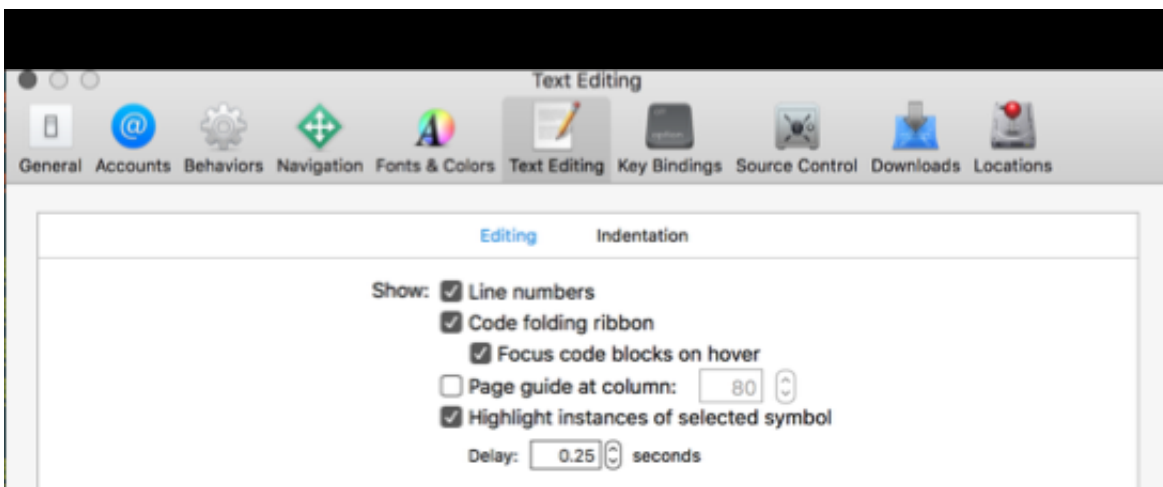 Text Editing
General Accounts Behaviors Navigation Fonts & Colors Text Editing Key Bindings Source Control Downloads Locations
Editing Indentation
Show: Line numbers
Code folding ribbon
Focus code blocks on hover
Page guide at column: 80
Highlight instances of selected symbol
Delay: 0.25 seconds